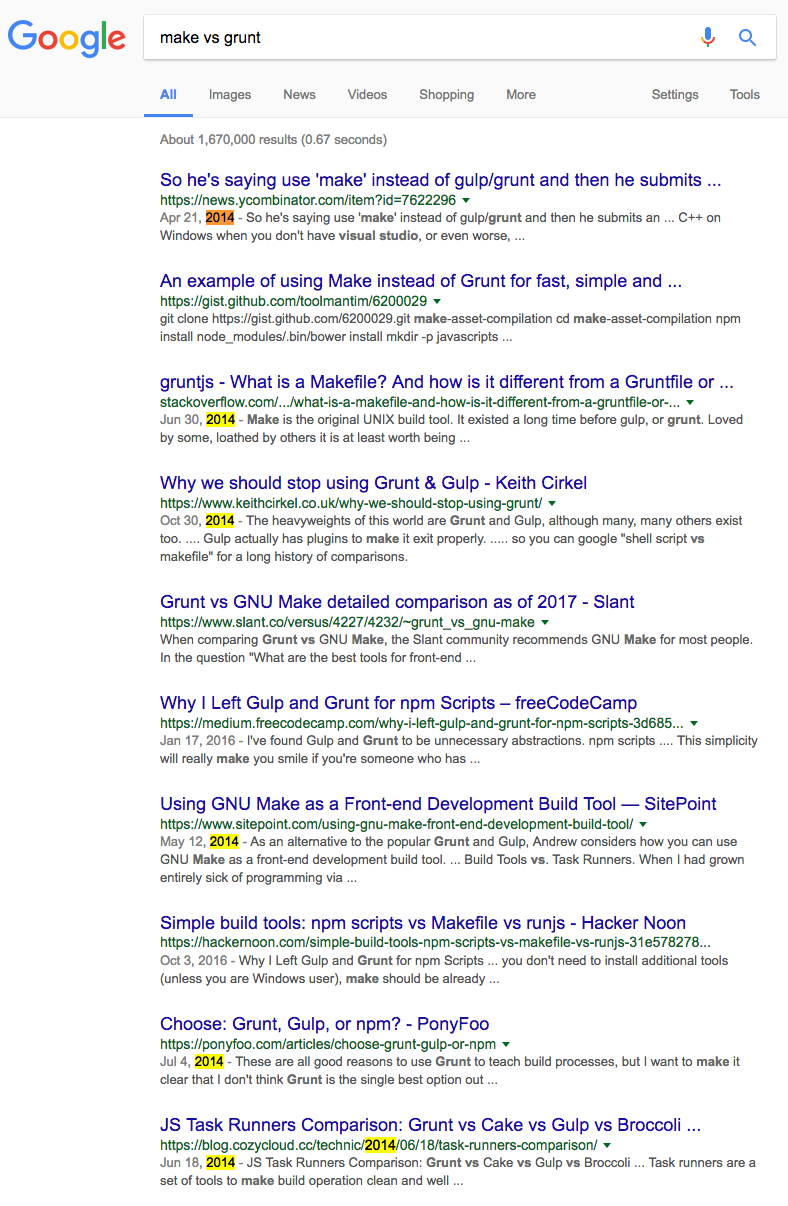 Google
make vs grunt
All Images News Videos Shopping More Settings Tools
About 1,670,000 results (0.67 seconds)
So he's saying use 'make' instead of gulp/grunt and then he submits ...
https://news.ycombinator.com/item?id=7622296
Apr 21, 2014 - So he's saying use 'make' instead of gulp/grunt and then he submits an ... C++ on
Windows when you don't have visual studio, or even worse, ...
An example of using Make instead of Grunt for fast, simple and ...
https://gist.github.com/toolmantim/6200029
git clone https://gist.github.com/6200029.git make-asset-compilation cd make-asset-compilation npm
install node_modules/.bin/bower install mkdir -p javascripts ...
gruntjs - What is a Makefile? And how is it different from a Gruntfile or ...
stackoverflow.com/.../what-is-a-makefile-and-how-is-it-different-from-a-gruntfile-or-...
Jun 30, 2014 - Make is the original UNIX build tool. It existed a long time before gulp, or grunt. Loved
by some, loathed by others it is at least worth being ...
Why we should stop using Grunt & Gulp - Keith Cirkel
https://www.keithcirkel.co.uk/why-we-should-stop-using-grunt/
Oct 30, 2014 - The heavyweights of this world are Grunt and Gulp, although many, many others exist
too. .... Gulp actually has plugins to make it exit properly. ..... so you can google "shell script vs
makefile" for a long history of comparisons.
Grunt vs GNU Make detailed comparison as of 2017 - Slant
https://www.slant.co/versus/4227/4232/~grunt_vs_gnu-make
When comparing Grunt vs GNU Make, the Slant community recommends GNU Make for most people.
In the question "What are the best tools for front-end ...
Why I Left Gulp and Grunt for npm Scripts – freeCodeCamp
https://medium.freecodecamp.com/why-i-left-gulp-and-grunt-for-npm-scripts-3d685...
Jan 17, 2016 - I've found Gulp and Grunt to be unnecessary abstractions. npm scripts .... This simplicity
will really make you smile if you're someone who has ...
Using GNU Make as a Front-end Development Build Tool — SitePoint
https://www.sitepoint.com/using-gnu-make-front-end-development-build-tool/
May 12, 2014 - As an alternative to the popular Grunt and Gulp, Andrew considers how you can use
GNU Make as a front-end development build tool. ... Build Tools vs. Task Runners. When I had grown
entirely sick of programming via ...
Simple build tools: npm scripts vs Makefile vs runjs - Hacker Noon
https://hackernoon.com/simple-build-tools-npm-scripts-vs-makefile-vs-runjs-31e578278...
Oct 3, 2016 - Why I Left Gulp and Grunt for npm Scripts ... you don't need to install additional tools
(unless you are Windows user), make should be already ...
Choose: Grunt, Gulp, or npm? - PonyFoo
https://ponyfoo.com/articles/choose-grunt-gulp-or-npm
Jul 4, 2014 - These are all good reasons to use Grunt to teach build processes, but I want to make it
clear that I don't think Grunt is the single best option out ...
JS Task Runners Comparison: Grunt vs Cake vs Gulp vs Broccoli ...
https://blog.cozycloud.cc/technic/2014/06/18/task-runners-comparison/
Jun 18, 2014 - JS Task Runners Comparison: Grunt vs Cake vs Gulp vs Broccoli ... Task runners are a
set of tools to make build operation clean and well ...